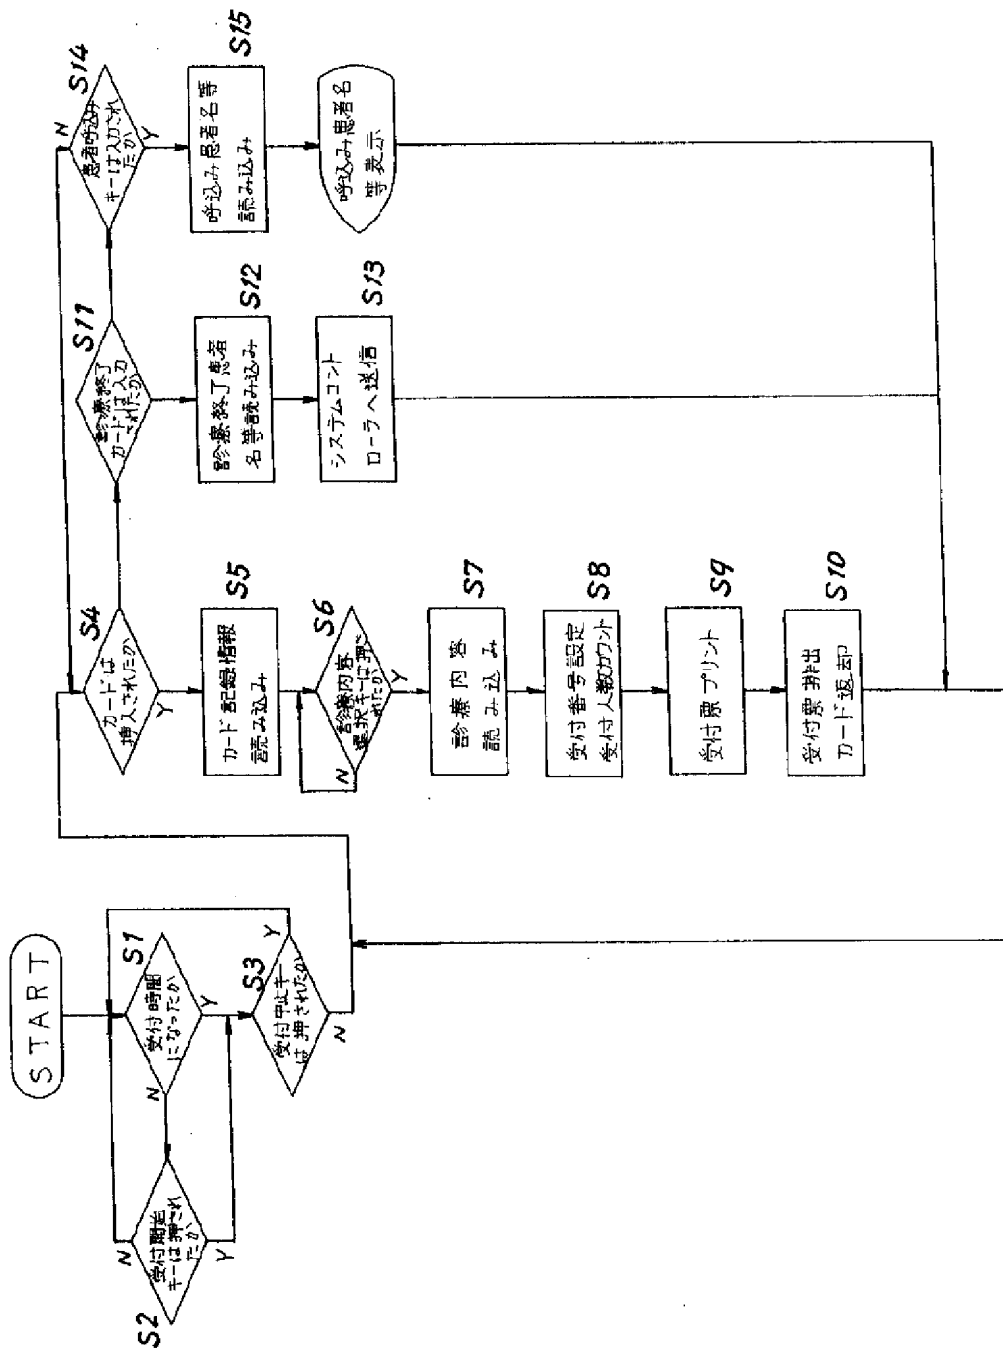 START
S1
受付時間
になったか
N
Y
S2
受付開始
キーは押され
たか
N
Y
S3
受付中止キー
は押されたか
Y
N
S4
カードは
挿入されたか
Y
S5
カード記録情報
読み込み
S6
診療内容
選択キーは押さ
れたか
N
Y
S7
診療内容
読み込み
S8
受付番号設定
受付人数カウント
S9
受付票プリント
S10
受付票排出
カード返却
S11
診療終了
カードは入力
されたか
S12
診療終了患者
名等読み込み
S13
システムコント
ローラへ送信
S14
患者呼込み
キーは入力され
たか
N
Y
S15
呼込み患者名等
読み込み
呼込み患者名
等表示